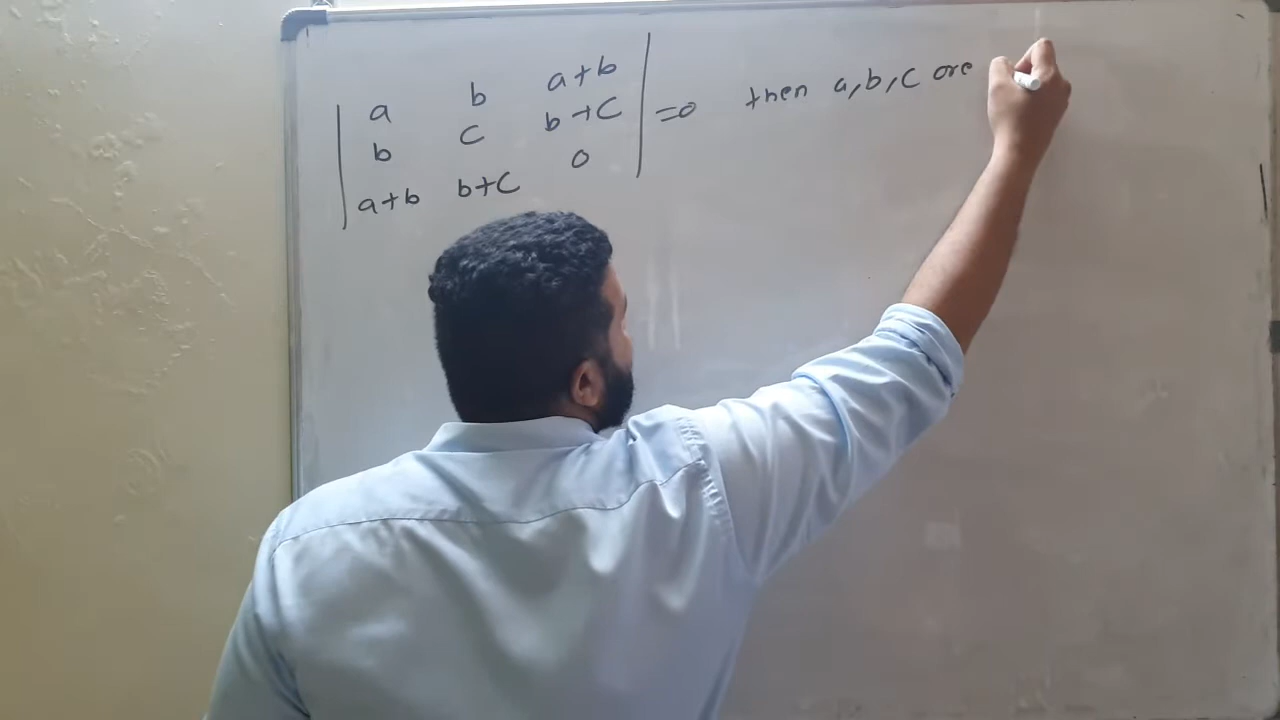 a b a+b
b c b+c =0 then a,b,c are
a+b b+c 0